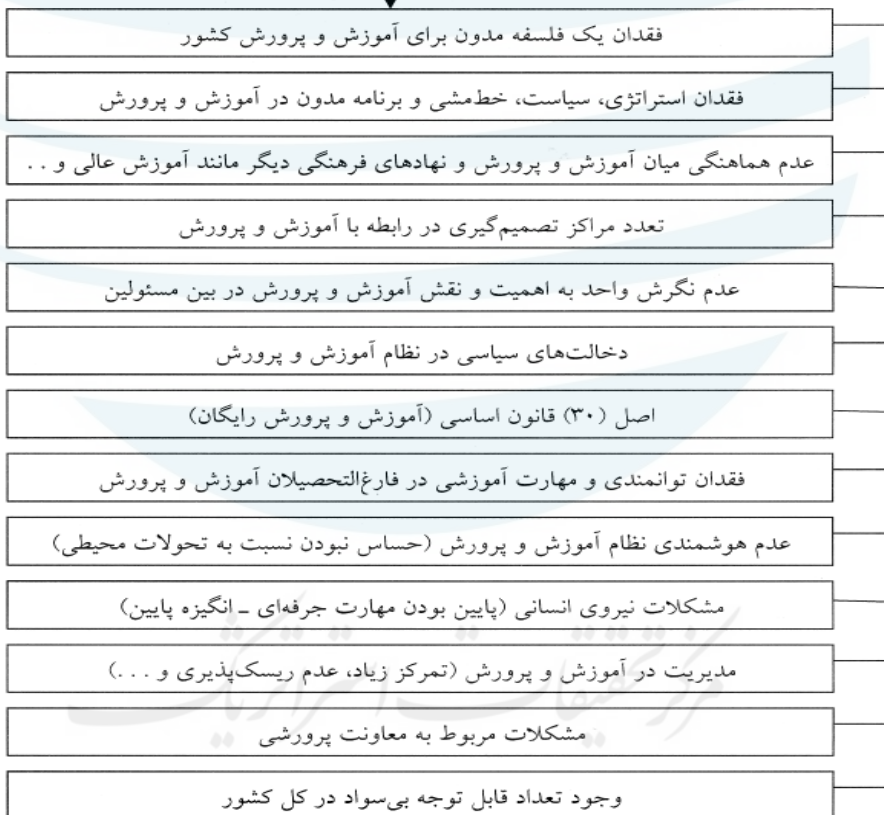 فقدان یک فلسفه مدون برای آموزش و پرورش کشور
فقدان استراتژی، سیاست، خط‌مشی و برنامه مدون در آموزش و پرورش
عدم هماهنگی میان آموزش و پرورش و نهادهای فرهنگی دیگر مانند آموزش عالی و . .
تعدد مراکز تصمیم‌گیری در رابطه با آموزش و پرورش
عدم نگرش واحد به اهمیت و نقش آموزش و پرورش در بین مسئولین
دخالت‌های سیاسی در نظام آموزش و پرورش
اصل (۳۰) قانون اساسی (آموزش و پرورش رایگان)
فقدان توانمندی و مهارت آموزشی در فارغ‌التحصیلان آموزش و پرورش
عدم هوشمندی نظام آموزش و پرورش (حساس نبودن نسبت به تحولات محیطی)
مشکلات نیروی انسانی (پایین بودن مهارت جرفه‌ای ـ انگیزه پایین)
مدیریت در آموزش و پرورش (تمرکز زیاد، عدم ریسک‌پذیری و . . .)
مرکز تحقیقات استراتژیک
مشکلات مربوط به معاونت پرورشی
وجود تعداد قابل توجه بی‌سواد در کل کشور